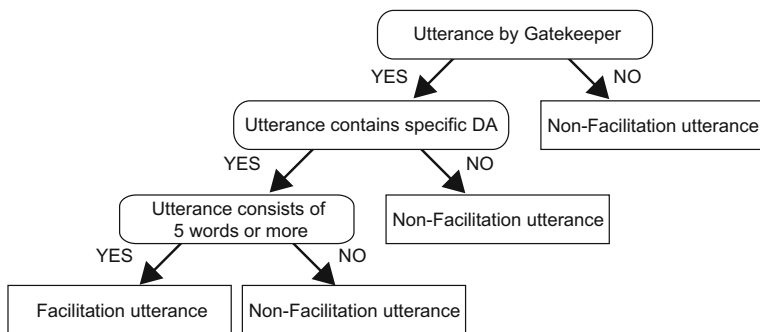 Utterance by Gatekeeper
YES
NO
Utterance contains specific DA
Non-Facilitation utterance
YES
NO
Utterance consists of
5 words or more
Non-Facilitation utterance
YES
NO
Facilitation utterance
Non-Facilitation utterance